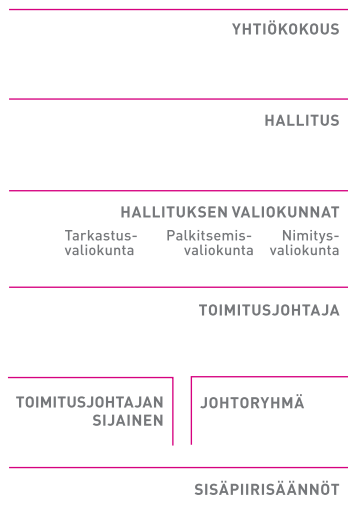 YHTIÖKOKOUS
HALLITUS
HALLITUKSEN VALIOKUNNAT
Tarkastus-
valiokunta
Palkitsemis-
valiokunta
Nimitys-
valiokunta
TOIMITUSJOHTAJA
TOIMITUSJOHTAJAN
SIJAINEN
JOHTORYHMÄ
SISÄPIIRISÄÄNNÖT